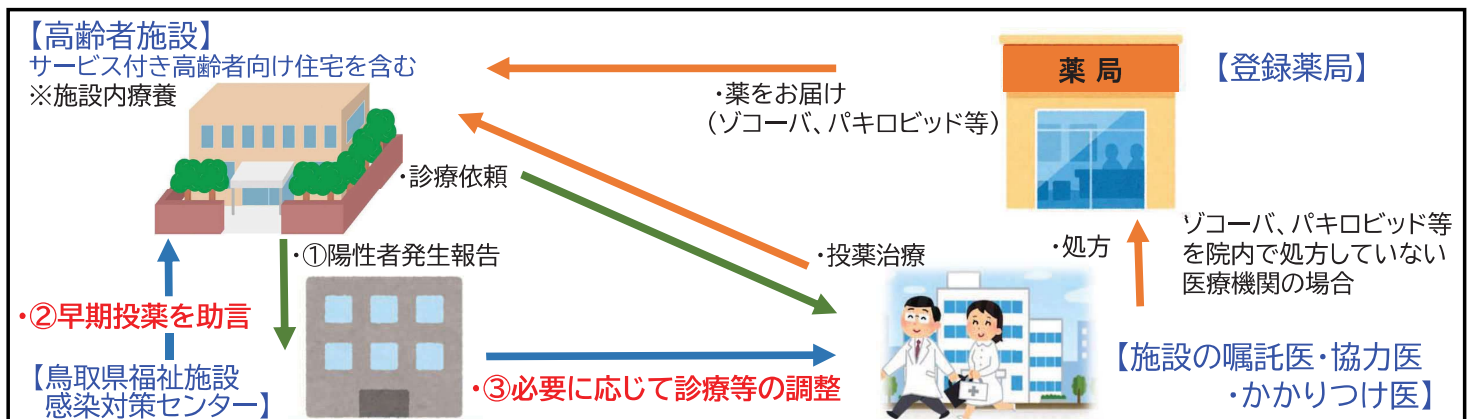 【高齢者施設】
サービス付き高齢者向け住宅を含む
※施設内療養
薬局
【登録薬局】
・薬をお届け
（ゾコーバ、パキロビッド等）
・診療依頼
・①陽性者発生報告
・投薬治療
・処方
ゾコーバ、パキロビッド等
を院内で処方していない
医療機関の場合
・②早期投薬を助言
【鳥取県福祉施設
感染対策センター】
・③必要に応じて診療等の調整
【施設の嘱託医・協力医
・かかりつけ医】